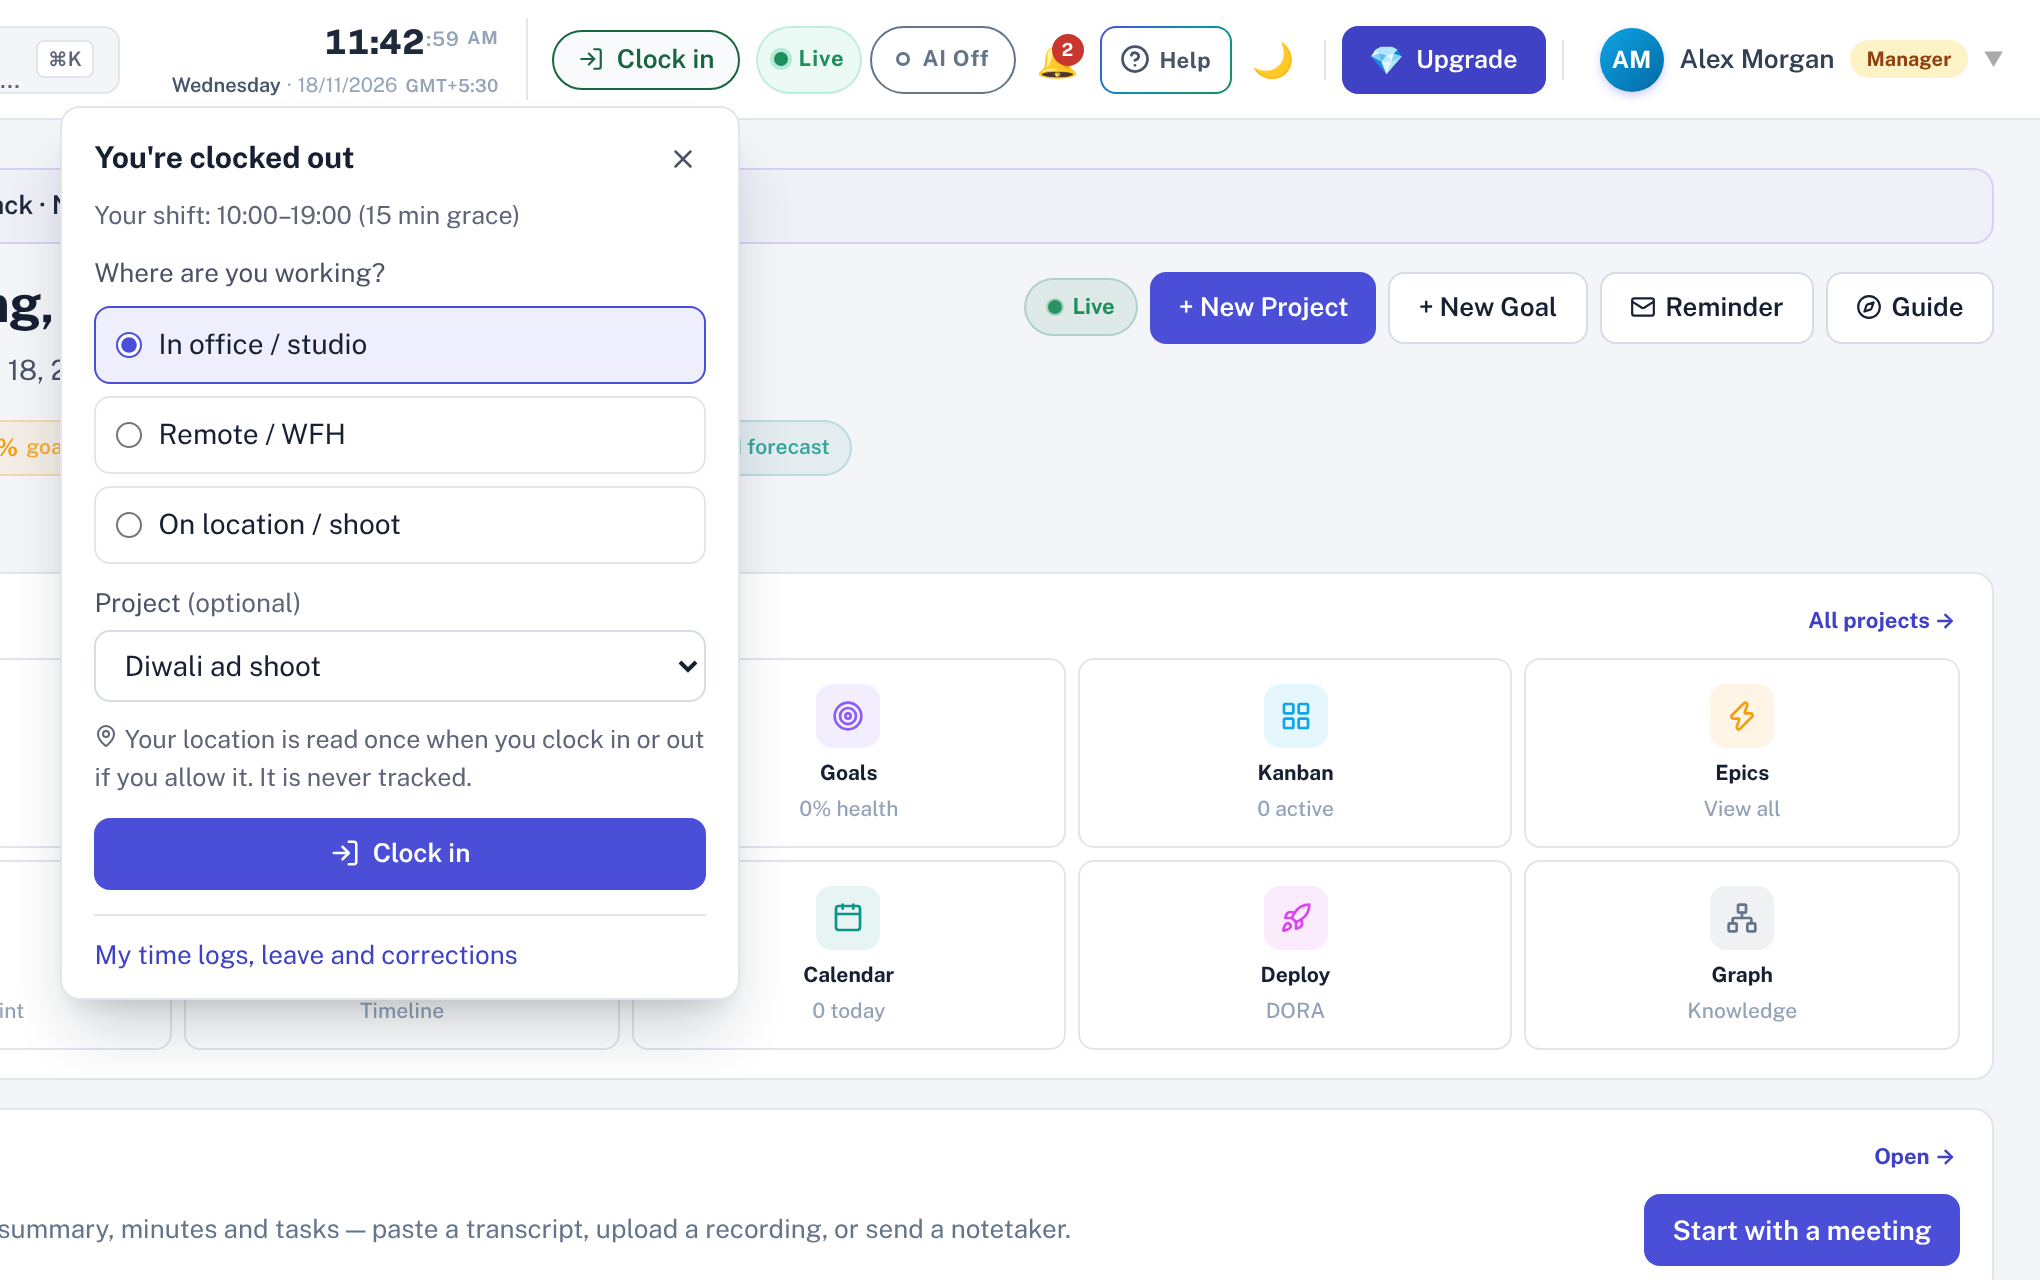 ⌘K
...
11:42:59 AM
Wednesday · 18/11/2026 GMT+5:30
Clock in
Live
AI Off
2
Help
Upgrade
AM
Alex Morgan
Manager
You're clocked out
Your shift: 10:00–19:00 (15 min grace)
Where are you working?
In office / studio
Remote / WFH
On location / shoot
Project (optional)
Diwali ad shoot
Your location is read once when you clock in or out
if you allow it. It is never tracked.
Clock in
My time logs, leave and corrections
Live
+ New Project
+ New Goal
Reminder
Guide
18,
%
forecast
All projects →
Goals
0% health
Kanban
0 active
Epics
View all
Timeline
Calendar
0 today
Deploy
DORA
Graph
Knowledge
Open →
summary, minutes and tasks — paste a transcript, upload a recording, or send a notetaker.
Start with a meeting